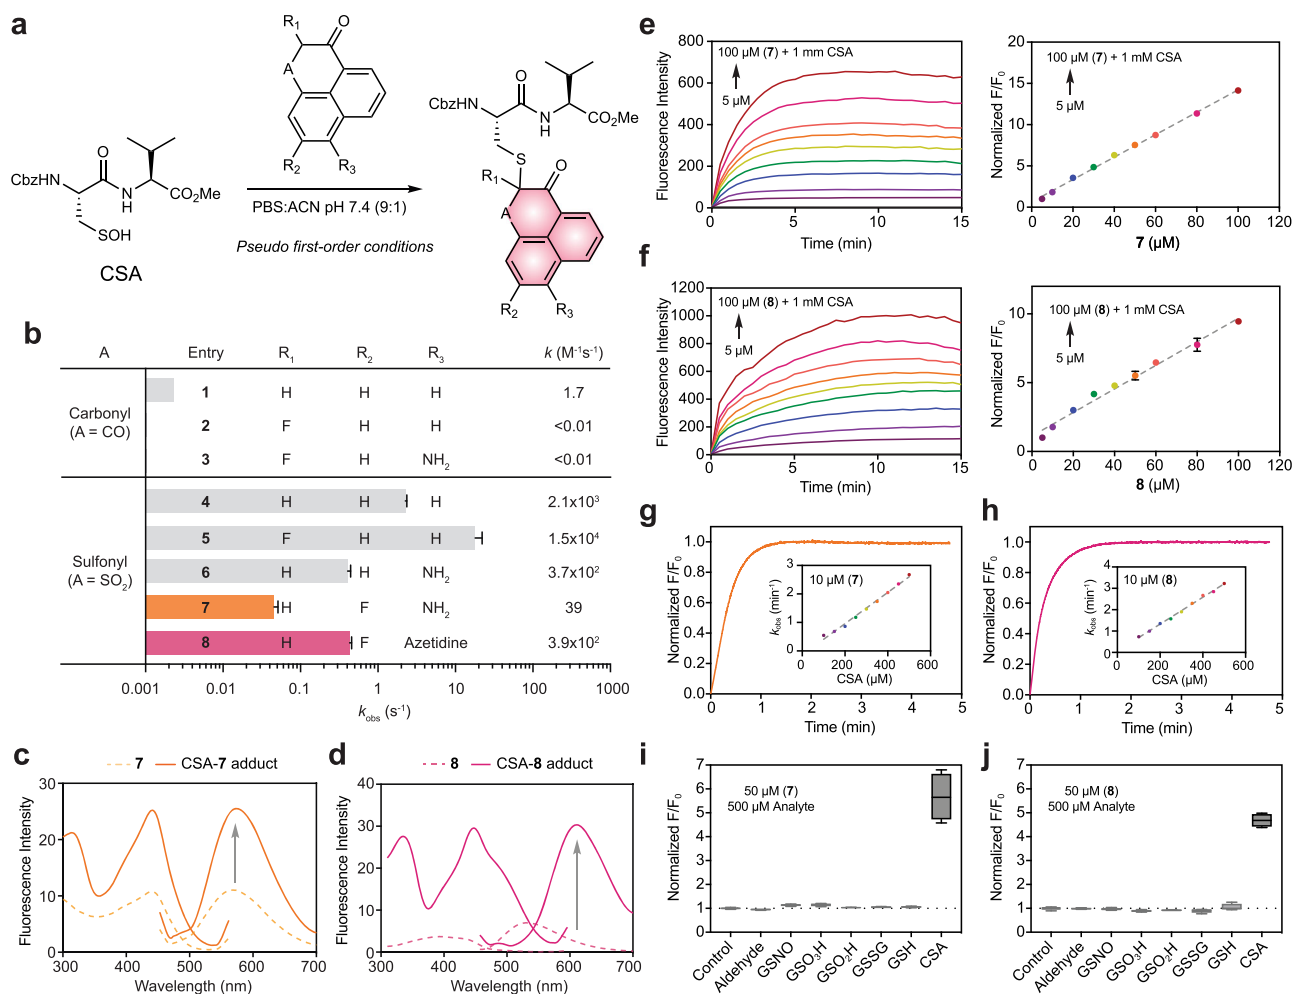 a
R1
O
A
R2
R3
O
CbzHN
N
H
CO2Me
SOH
CSA
PBS:ACN pH 7.4 (9:1)
Pseudo first-order conditions
O
CbzHN
N
H
CO2Me
S
R1
O
A
R2
R3
b
A Entry R1 R2 R3 k (M-1s-1)
Carbonyl
(A = CO)
1 H H H 1.7
2 F H H <0.01
3 F H NH2 <0.01
Sulfonyl
(A = SO2)
4 H H H 2.1x10³
5 F H H 1.5x10⁴
6 H H NH2 3.7x10²
7 H F NH2 39
8 H F Azetidine 3.9x10²
0.001 0.01 0.1 1 10 100 1000
kobs (s-1)
c
7 CSA-7 adduct
Fluorescence Intensity
30
20
10
0
300 400 500 600 700
Wavelength (nm)
d
8 CSA-8 adduct
Fluorescence Intensity
40
30
20
10
0
300 400 500 600 700
Wavelength (nm)
e
Fluorescence Intensity
800
600
400
200
0
100 µM (7) + 1 mm CSA
5 µM
0 5 10 15
Time (min)
Normalized F/F0
20
15
10
5
0
100 µM (7) + 1 mM CSA
5 µM
0 20 40 60 80 100 120
7 (µM)
f
Fluorescence Intensity
1200
1000
800
600
400
200
0
100 µM (8) + 1 mM CSA
5 µM
0 5 10 15
Time (min)
Normalized F/F0
10
5
0
100 µM (8) + 1 mM CSA
5 µM
0 20 40 60 80 100 120
8 (µM)
g
Normalized F/F0
1.0
0.8
0.6
0.4
0.2
0.0
10 µM (7)
kobs (min-1)
3
2
1
0
0 200 400 600
CSA (µM)
0 1 2 3 4 5
Time (min)
h
Normalized F/F0
1.0
0.8
0.6
0.4
0.2
0.0
10 µM (8)
kobs (min-1)
4
3
2
1
0
0 200 400 600
CSA (µM)
0 1 2 3 4 5
Time (min)
i
Normalized F/F0
7
6
5
4
3
2
1
0
50 µM (7)
500 µM Analyte
Control Aldehyde GSNO GSO3H GSO2H GSSG GSH CSA
j
Normalized F/F0
7
6
5
4
3
2
1
0
50 µM (8)
500 µM Analyte
Control Aldehyde GSNO GSO3H GSO2H GSSG GSH CSA